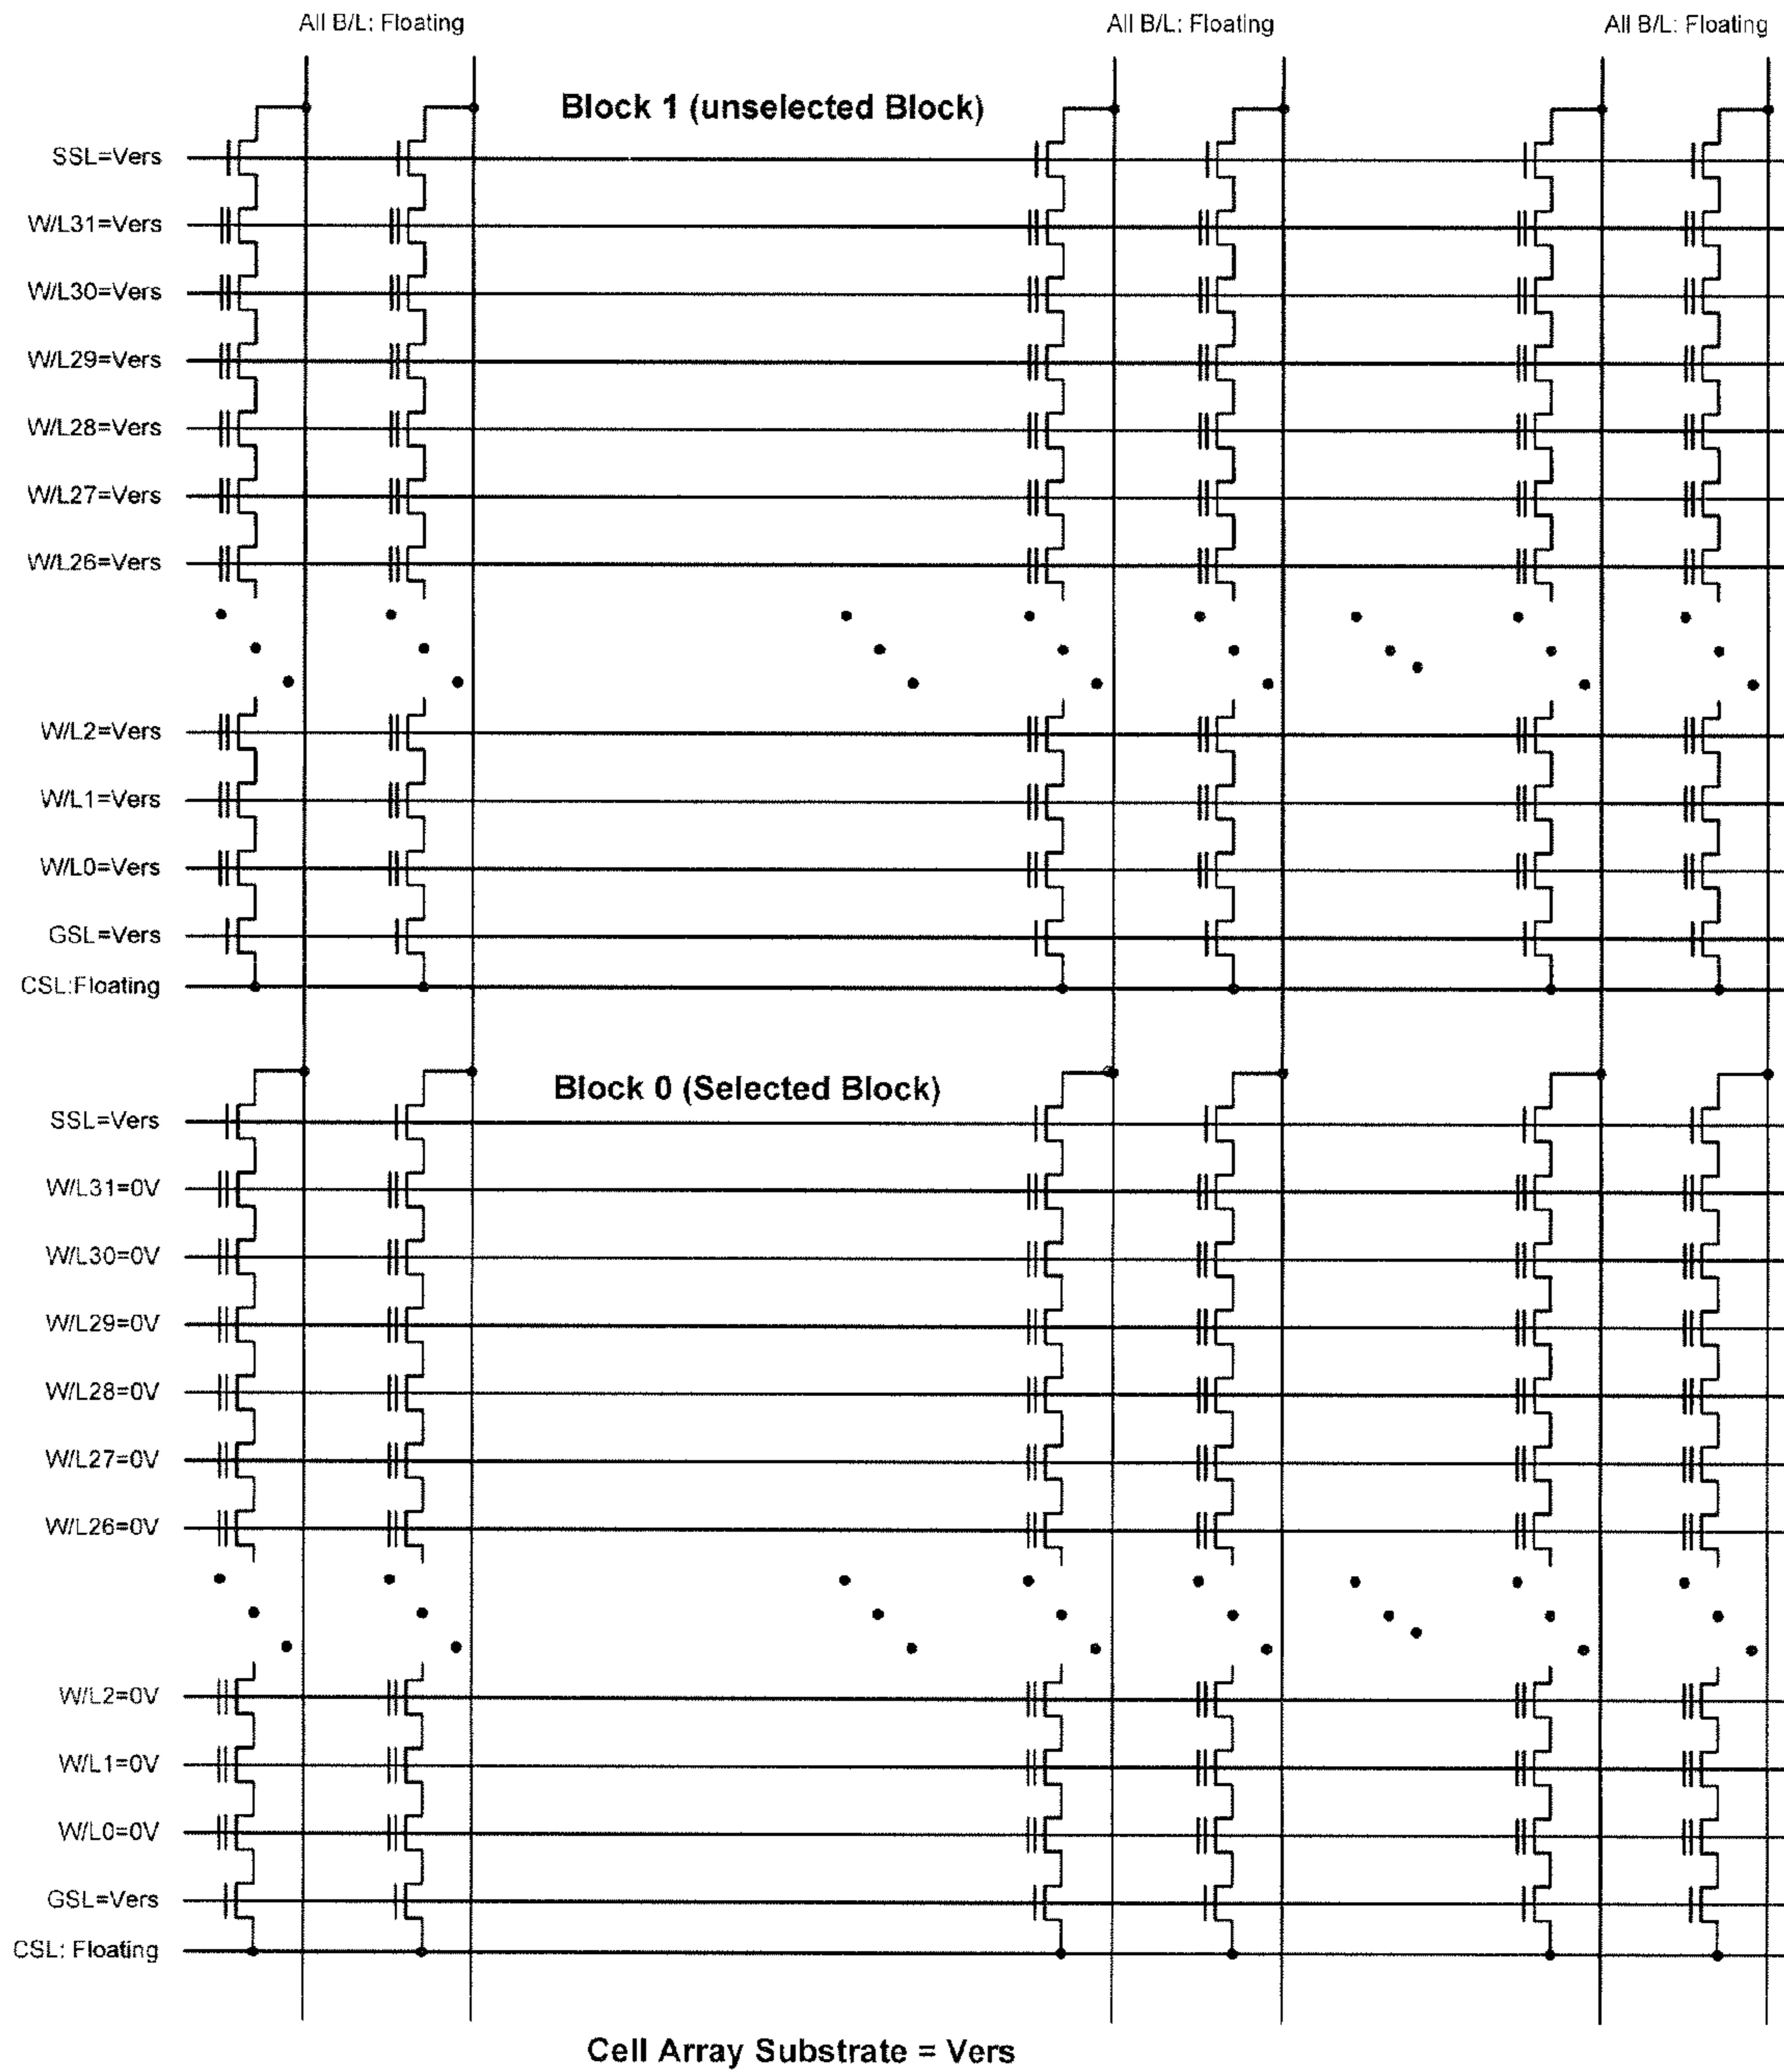 All B/L: Floating
All B/L: Floating
All B/L: Floating
Block 1 (unselected Block)
SSL=Vers
W/L31=Vers
W/L30=Vers
W/L29=Vers
W/L28=Vers
W/L27=Vers
W/L26=Vers
W/L2=Vers
W/L1=Vers
W/L0=Vers
GSL=Vers
CSL:Floating
Block 0 (Selected Block)
SSL=Vers
W/L31=0V
W/L30=0V
W/L29=0V
W/L28=0V
W/L27=0V
W/L26=0V
W/L2=0V
W/L1=0V
W/L0=0V
GSL=Vers
CSL: Floating
Cell Array Substrate = Vers